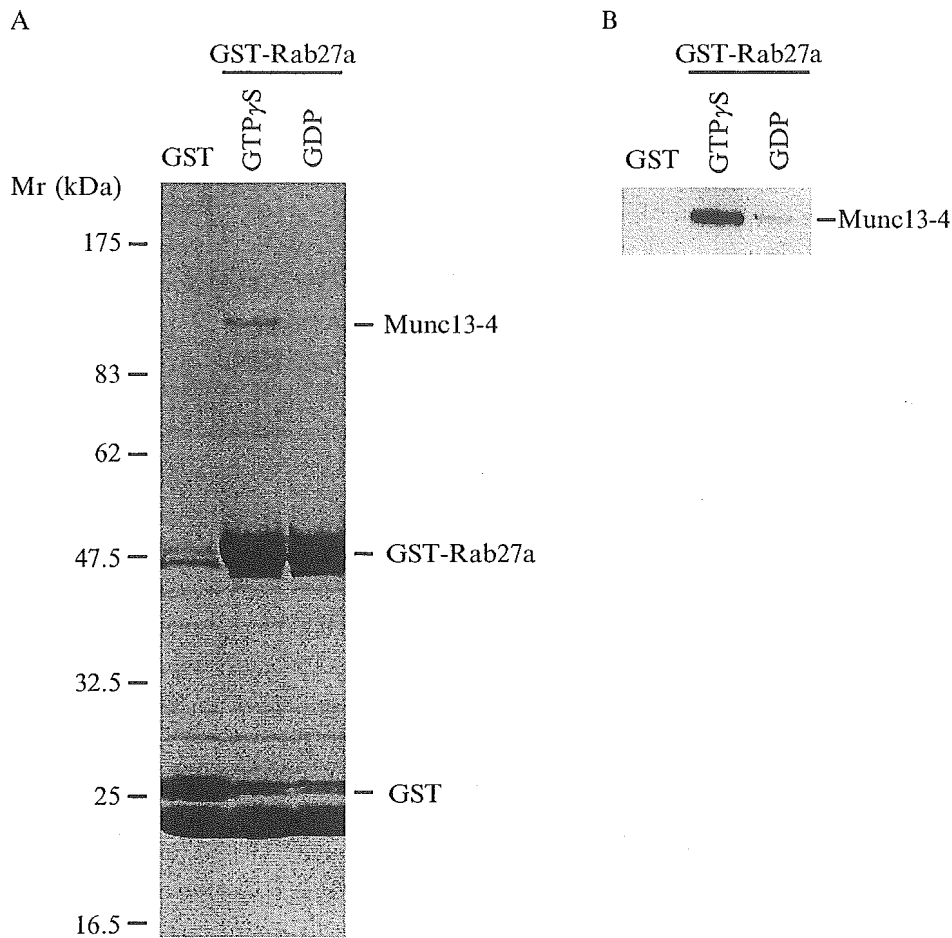 A
GST-Rab27a
GST
GTPγS
GDP
Mr (kDa)
175
83
62
47.5
32.5
25
16.5
Munc13-4
GST-Rab27a
GST
B
GST-Rab27a
GST
GTPγS
GDP
Munc13-4